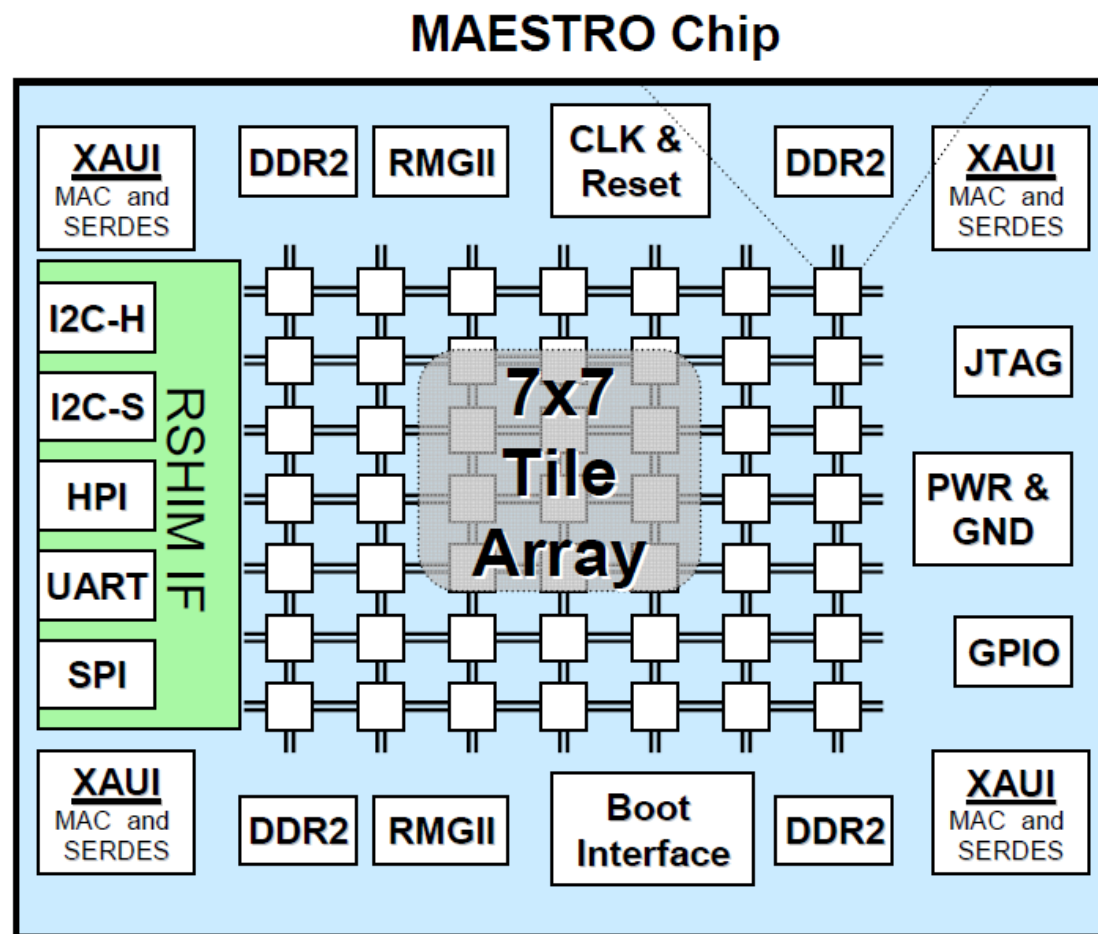 MAESTRO Chip
XAUI
MAC and
SERDES
DDR2
RMGII
CLK &
Reset
DDR2
XAUI
MAC and
SERDES
I2C-H
I2C-S
HPI
UART
SPI
RSHIM IF
7x7
Tile
Array
JTAG
PWR &
GND
GPIO
XAUI
MAC and
SERDES
DDR2
RMGII
Boot
Interface
DDR2
XAUI
MAC and
SERDES